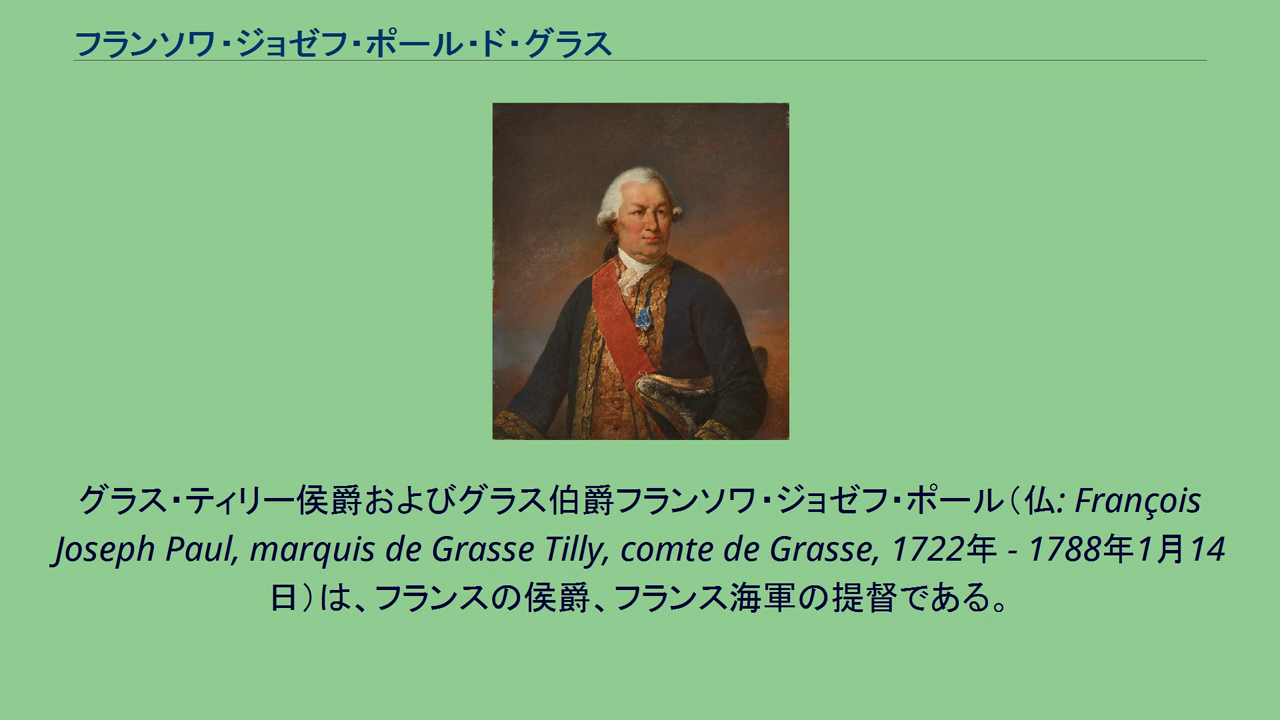 フランソワ・ジョゼフ・ポール・ド・グラス
グラス・ティリー侯爵およびグラス伯爵フランソワ・ジョゼフ・ポール（仏: François
Joseph Paul, marquis de Grasse Tilly, comte de Grasse, 1722年 - 1788年1月14
日）は、フランスの侯爵、フランス海軍の提督である。